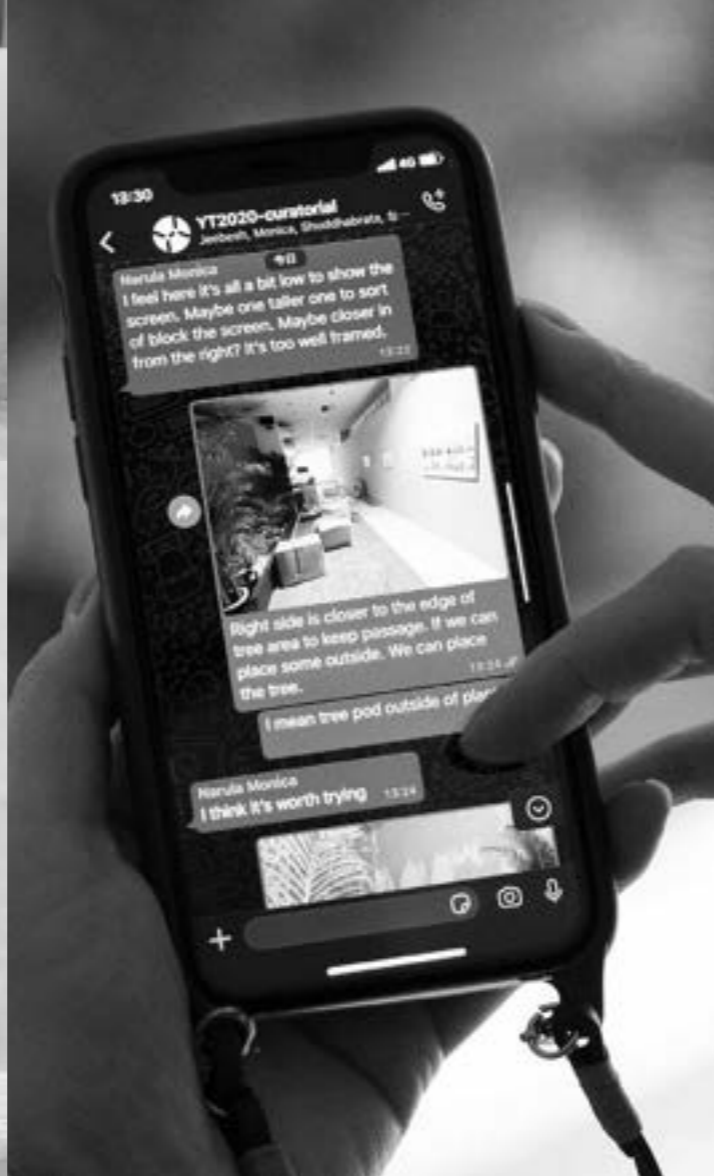 13:30
4G
YT2020-curatorial
Jeebesh, Monica, Shuddhabrata,
Narula Monica
I feel here it's all a bit low to show the
screen. Maybe one taller one to sort
of block the screen. Maybe closer in
from the right? It's too well framed.
Right side is closer to the edge of
tree area to keep passage. If we can
place some outside. We can place
the tree.
13:24
I mean tree pod outside of
Narula Monica
I think it's worth trying
13:24